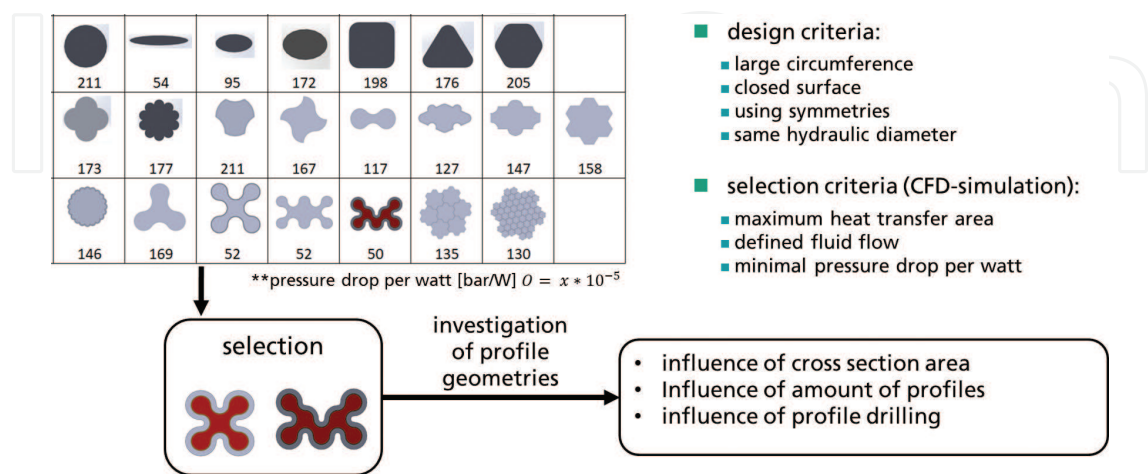 211 54 95 172 198 176 205
173 177 211 167 117 127 147 158
146 169 52 52 50 135 130
**pressure drop per watt [bar/W] O = x * 10⁻⁵
■ design criteria:
■ large circumference
■ closed surface
■ using symmetries
■ same hydraulic diameter
■ selection criteria (CFD-simulation):
■ maximum heat transfer area
■ defined fluid flow
■ minimal pressure drop per watt
selection
investigation
of profile
geometries
• influence of cross section area
• Influence of amount of profiles
• influence of profile drilling